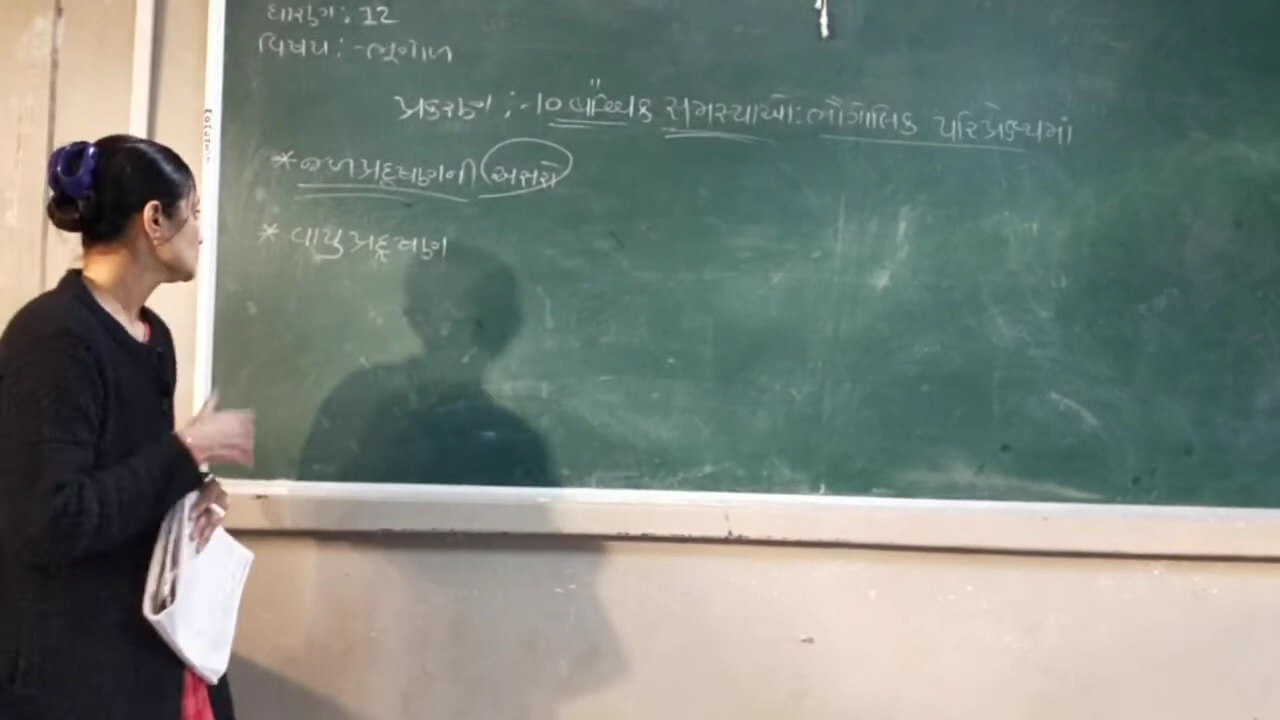 ધોરણ : 12
વિષય : - ભૂગોળ
પ્રકરણ : - 10 વૈશ્વિક સમસ્યાઓ : ભૌગોલિક પરિપ્રેક્ષ્યમાં
* જળપ્રદૂષણની અસરો
* વાયુપ્રદૂષણ